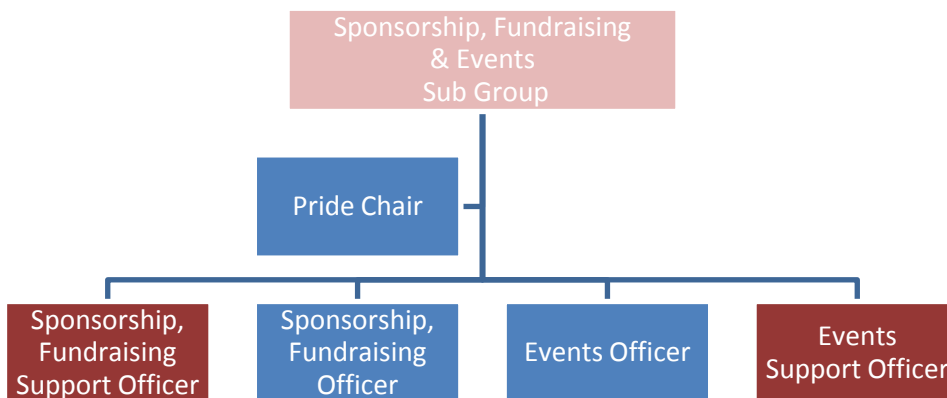 Sponsorship, Fundraising
& Events
Sub Group
Pride Chair
Sponsorship,
Fundraising
Support Officer
Sponsorship,
Fundraising
Officer
Events Officer
Events
Support Officer